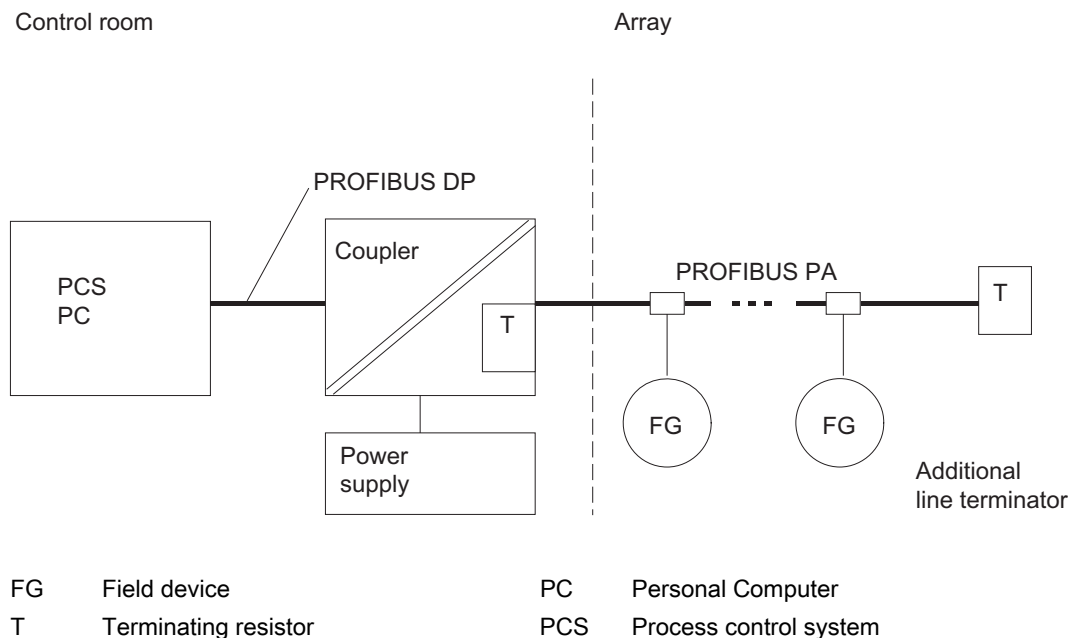 Control room
Array
PROFIBUS DP
PCS
PC
Coupler
T
PROFIBUS PA
T
FG
FG
Power
supply
Additional
line terminator
FG Field device PC Personal Computer
T Terminating resistor PCS Process control system